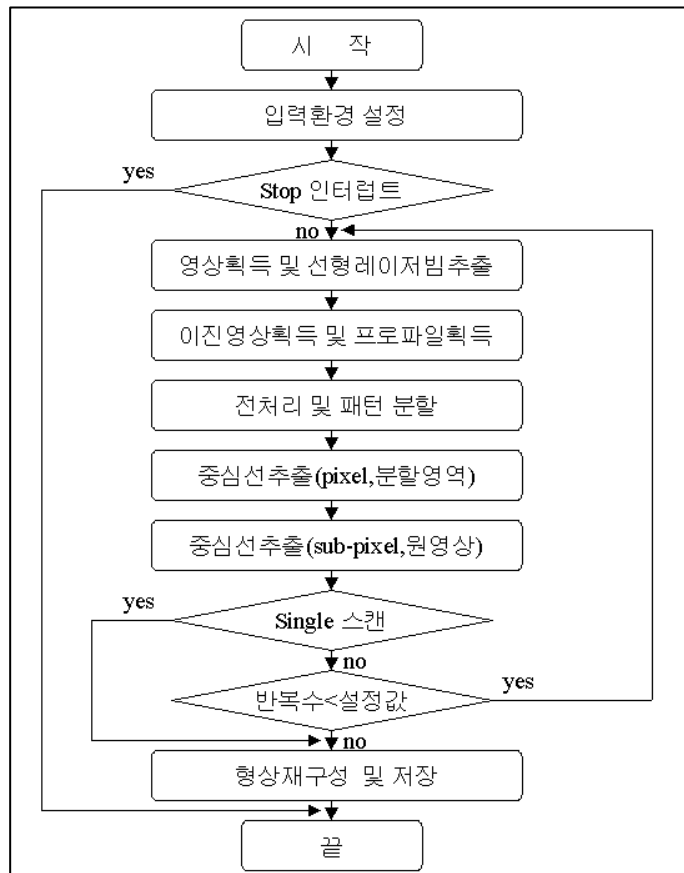 시 작
입력환경 설정
yes
Stop 인터럽트
no
영상획득 및 선형레이저빔추출
이진영상획득 및 프로파일획득
전처리 및 패턴 분할
중심선추출(pixel,분할영역)
중심선추출(sub-pixel,원영상)
yes
Single 스캔
no
반복수<설정값
yes
no
형상재구성 및 저장
끝